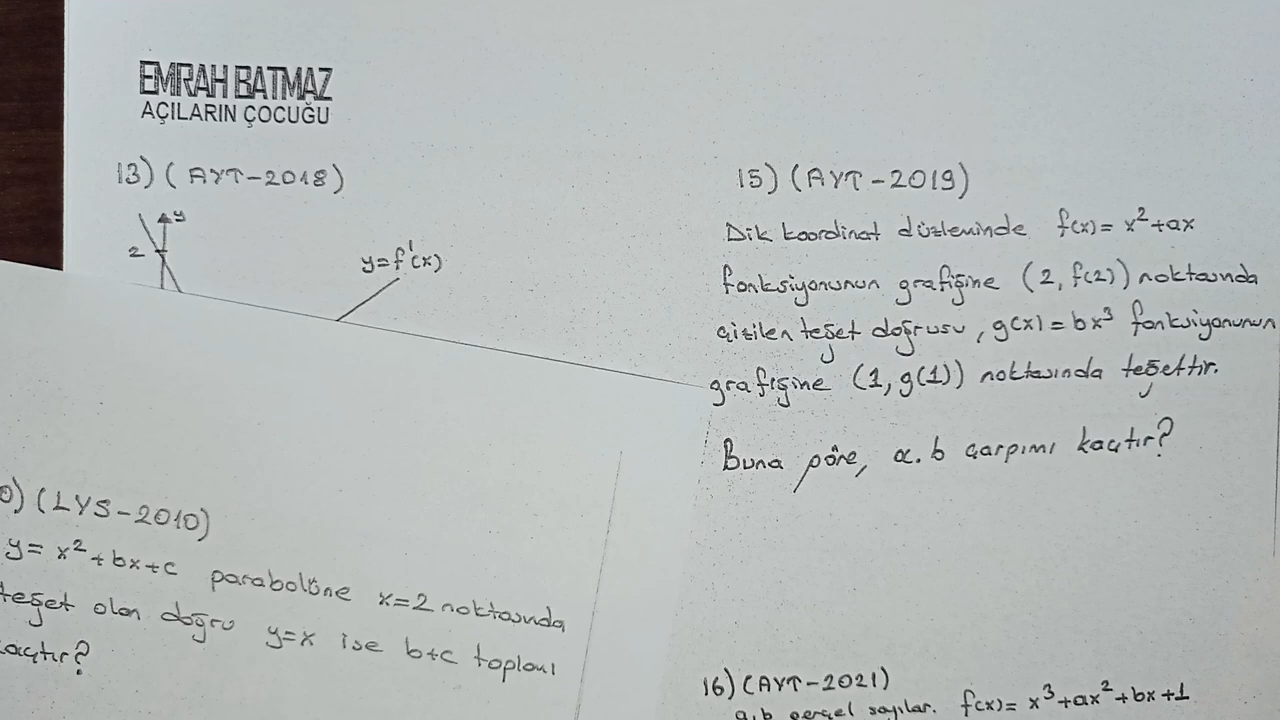 EMRAH BATMAZ
AÇILARIN ÇOCUĞU
13) (AYT-2018)
y
2
y=f'(x)
0) (LYS-2010)
y= x²+bx+c parabolüne x=2 noktasında
teğet olan doğru y=x ise b+c toplamı
kaçtır?
15) (AYT-2019)
Dik koordinat düzleminde f(x)= x²+ax
fonksiyonunun grafiğine (2, f(2)) noktasında
çizilen teğet doğrusu, g(x)=bx³ fonksiyonunun
grafiğine (1, g(1)) noktasında teğettir.
Buna göre, a.b çarpımı kaçtır?
16) (AYT-2021)
a,b gerçel sayılar. f(x)= x³+ax²+bx+1